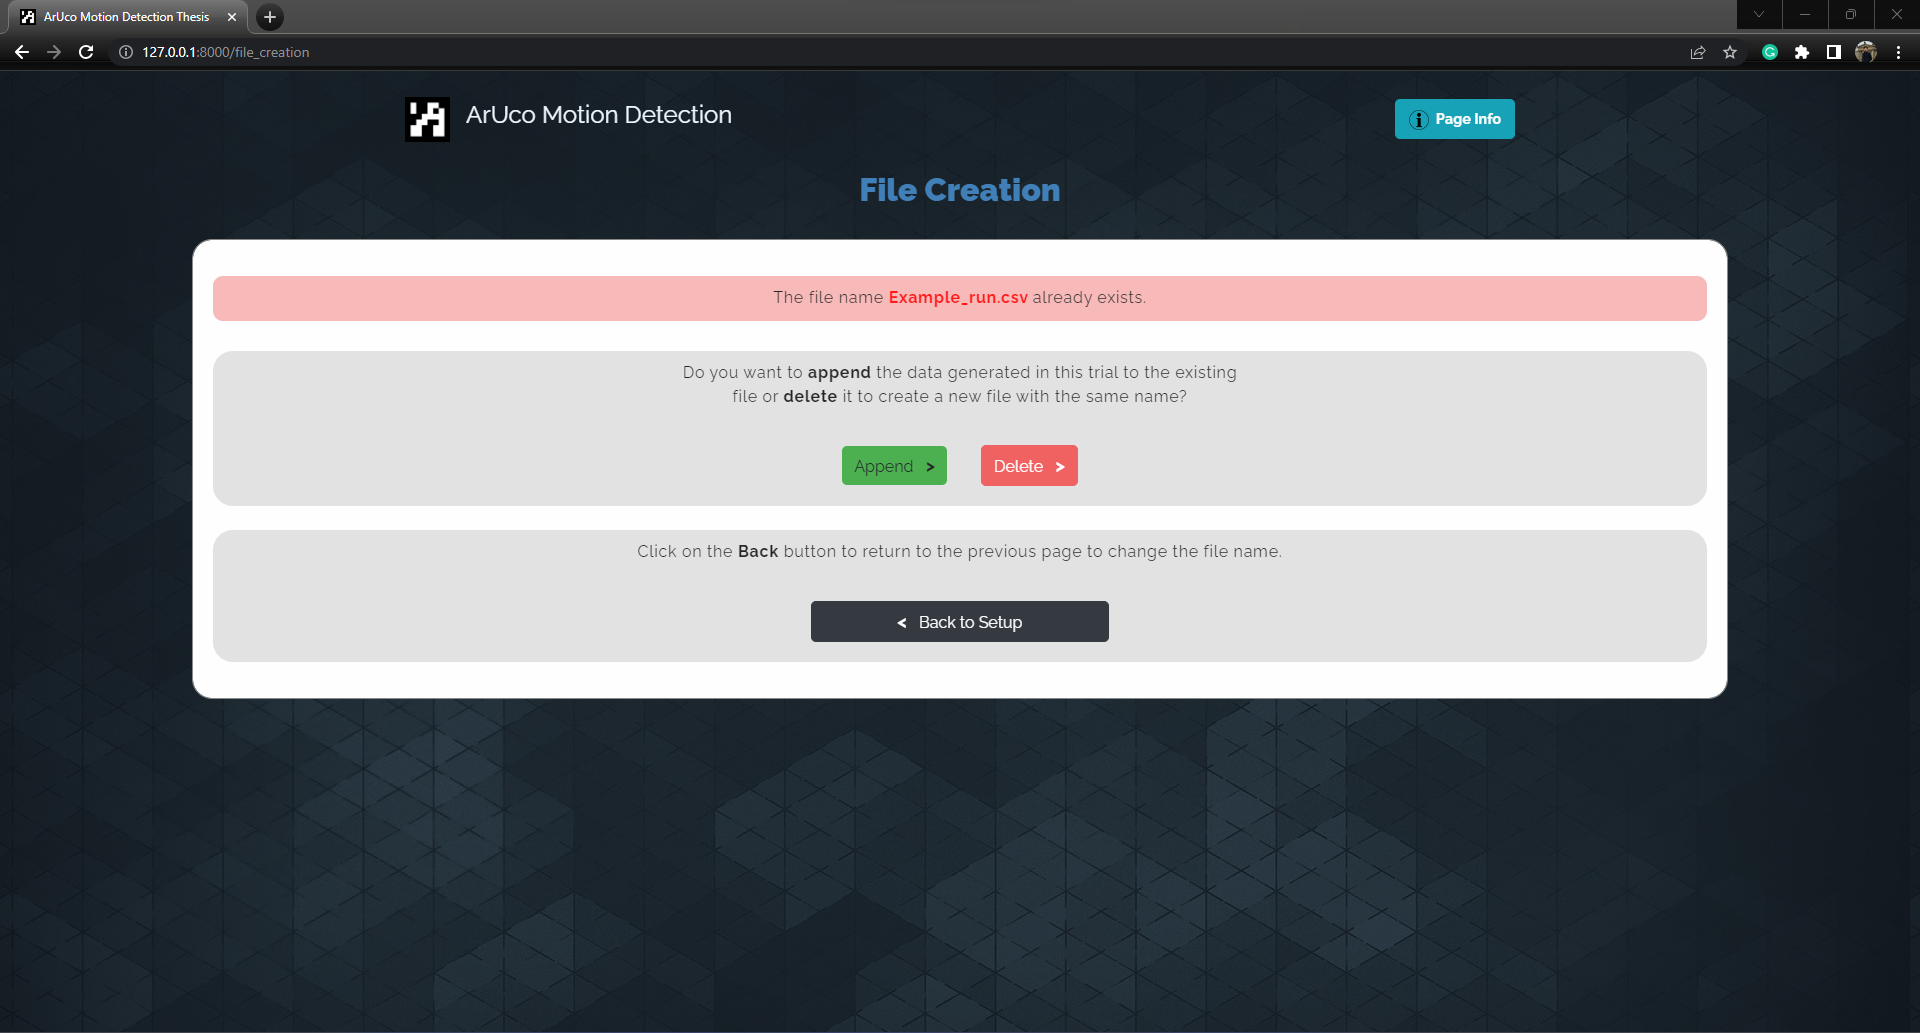 ArUco Motion Detection Thesis
127.0.0.1:8000/file_creation
ArUco Motion Detection
Page Info
File Creation
The file name Example_run.csv already exists.
Do you want to append the data generated in this trial to the existing
file or delete it to create a new file with the same name?
Append >
Delete >
Click on the Back button to return to the previous page to change the file name.
< Back to Setup